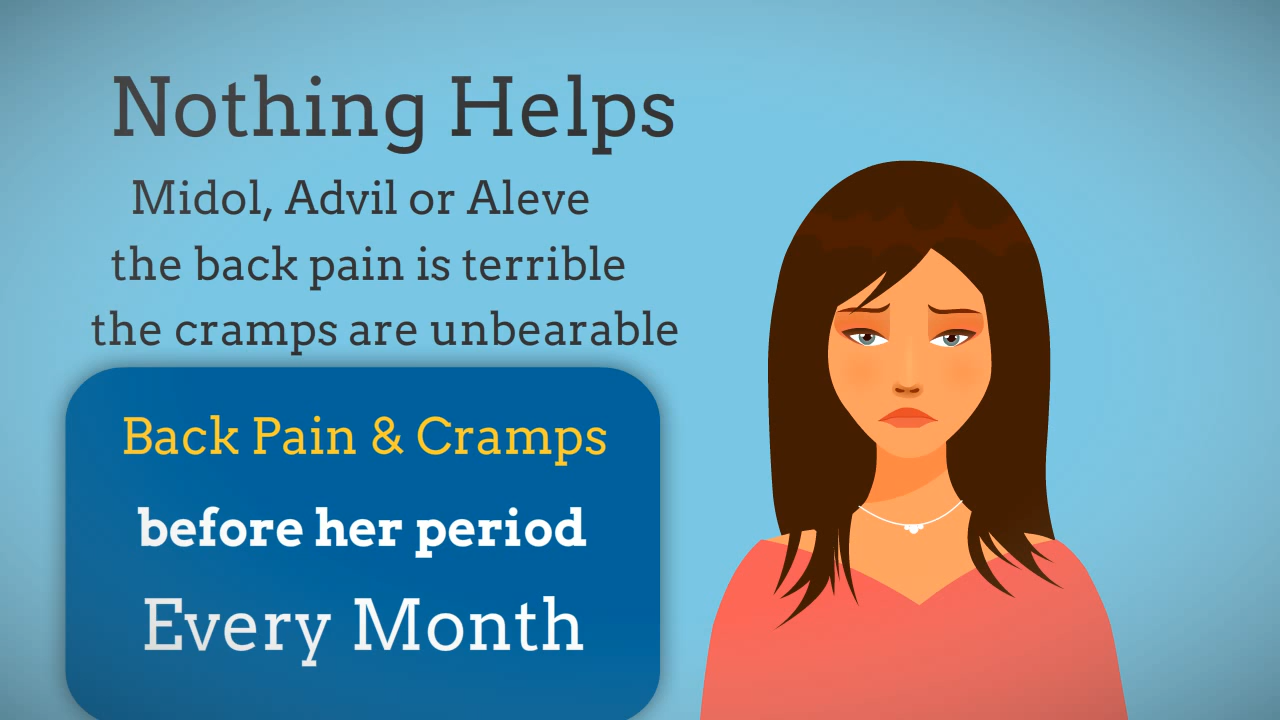 Nothing Helps
Midol, Advil or Aleve
the back pain is terrible
the cramps are unbearable
Back Pain & Cramps
before her period
Every Month